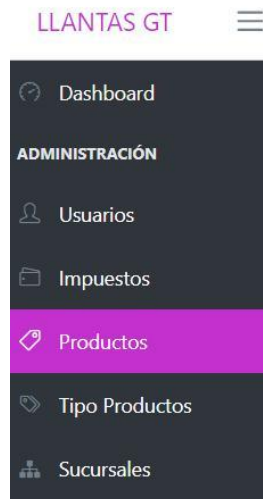 LLANTAS GT
Dashboard
ADMINISTRACIÓN
Usuarios
Impuestos
Productos
Tipo Productos
Sucursales